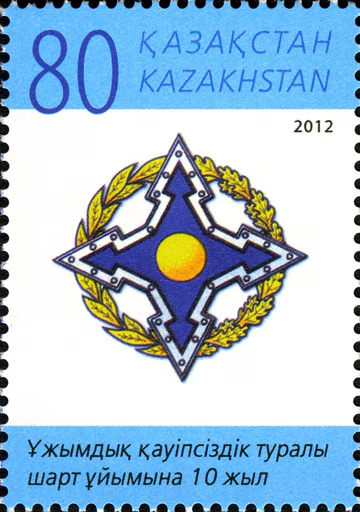 80
ҚАЗАҚСТАН
KAZAKHSTAN
2012
Ұжымдық қауіпсіздік туралы
шарт ұйымына 10 жыл